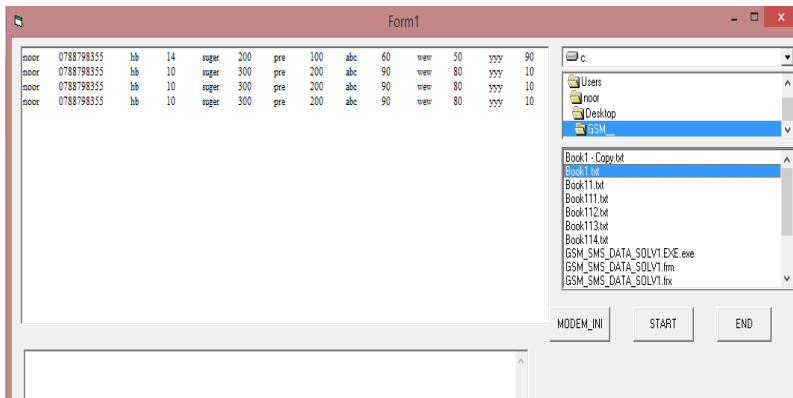 Form1
noor 0788798355 hb 14 suger 200 pre 100 abc 60 wew 50 yyy 90
noor 0788798355 hb 10 suger 300 pre 200 abc 90 wew 80 yyy 10
noor 0788798355 hb 10 suger 300 pre 200 abc 90 wew 80 yyy 10
noor 0788798355 hb 10 suger 300 pre 200 abc 90 wew 80 yyy 10
c:
Users
noor
Desktop
GSM__
Book1 - Copy.txt
Book1.txt
Book11.txt
Book111.txt
Book112.txt
Book113.txt
Book114.txt
GSM_SMS_DATA_SOLV1.EXE.exe
GSM_SMS_DATA_SOLV1.frm
GSM_SMS_DATA_SOLV1.frx
MODEM_INI START END